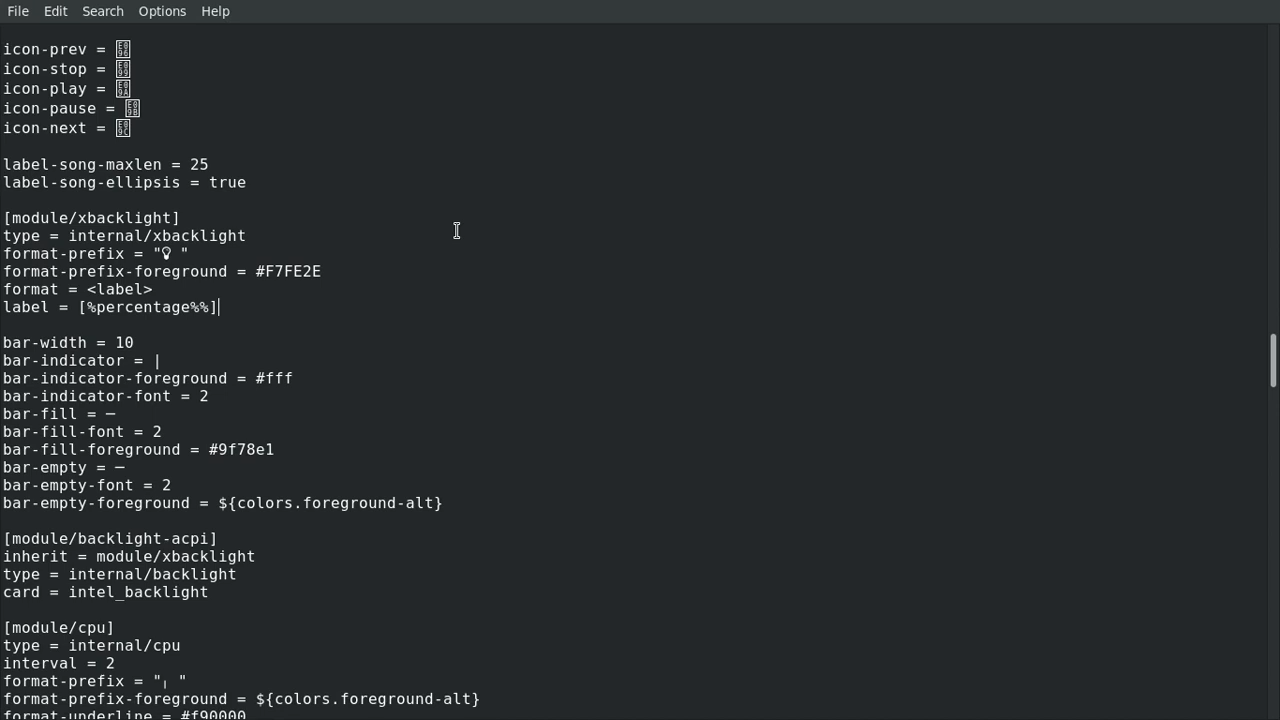 File Edit Search Options Help
icon-prev = 
icon-stop = 
icon-play = 
icon-pause = 
icon-next = 
label-song-maxlen = 25
label-song-ellipsis = true
[module/xbacklight]
type = internal/xbacklight
format-prefix = " "
format-prefix-foreground = #F7FE2E
format = <label>
label = [%percentage%%]
bar-width = 10
bar-indicator = |
bar-indicator-foreground = #fff
bar-indicator-font = 2
bar-fill = ─
bar-fill-font = 2
bar-fill-foreground = #9f78e1
bar-empty = ─
bar-empty-font = 2
bar-empty-foreground = ${colors.foreground-alt}
[module/backlight-acpi]
inherit = module/xbacklight
type = internal/backlight
card = intel_backlight
[module/cpu]
type = internal/cpu
interval = 2
format-prefix = " "
format-prefix-foreground = ${colors.foreground-alt}
format-underline = #f90000